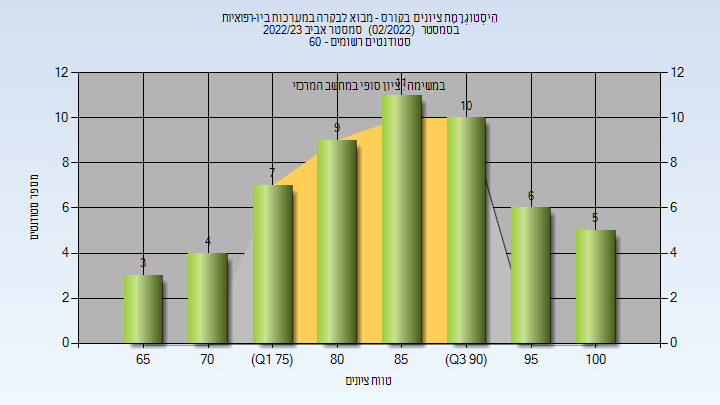 הִיסְטוֹגְרָמַת ציונים בקורס - מבוא לבקרה במערכות ביו-רפואיות
בסמסטר (02/2022) סמסטר אביב 2022/23
סטודנטים רשומים - 60
במשימה: ציון סופי במחשב המרכזי
12 12
10 10
8 8
6 6
4 4
2 2
0 0
3 4 7 9 11 10 6 5
מספר סטודנטים
65 70 (Q1 75) 80 85 (Q3 90) 95 100
טווח ציונים